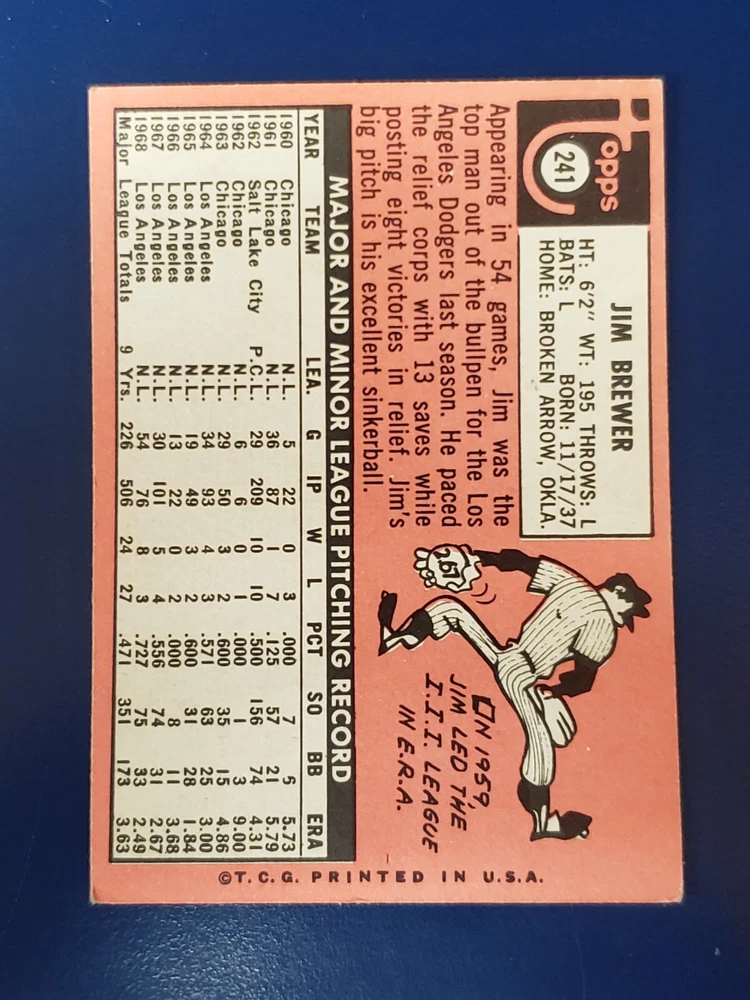 Topps
241
JIM BREWER
HT: 6'2" WT: 195 THROWS: L
BATS: L BORN: 11/17/37
HOME: BROKEN ARROW, OKLA.
Appearing in 54 games, Jim was the
top man out of the bullpen for the Los
Angeles Dodgers last season. He paced
the relief corps with 13 saves while
posting eight victories in relief. Jim's
big pitch is his excellent sinkerball.
2.67
ON 1959,
JIM LED THE
I.I.I. LEAGUE
IN E.R.A.
MAJOR AND MINOR LEAGUE PITCHING RECORD
YEAR TEAM LEA. G IP W L PCT SO BB ERA
1960 Chicago N.L. 5 22 0 3 .000 7 6 5.73
1961 Chicago N.L. 36 87 1 7 .125 57 21 5.79
1962 Salt Lake City P.C.L. 29 209 10 10 .500 156 74 4.31
1962 Chicago N.L. 6 6 0 1 .000 1 3 9.00
1963 Chicago N.L. 29 50 3 2 .600 35 15 4.86
1964 Los Angeles N.L. 34 93 4 3 .571 63 25 3.00
1965 Los Angeles N.L. 19 49 3 2 .600 31 28 1.84
1966 Los Angeles N.L. 13 22 0 2 .000 8 11 3.68
1967 Los Angeles N.L. 30 101 5 4 .556 74 31 2.67
1968 Los Angeles N.L. 54 76 8 3 .727 75 33 2.49
Major League Totals 9 Yrs. 226 506 24 27 .471 351 173 3.63
©T.C.G. PRINTED IN U.S.A.